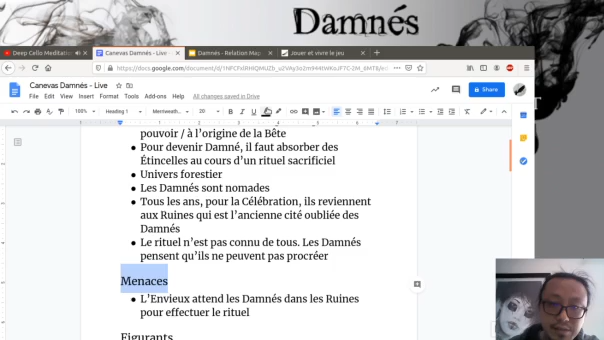 Damnés
Deep Cello Meditation
Canevas Damnés - Live
Damnés - Relation Map
Jouer et vivre le jeu
Canevas Damnés - Live
File Edit View Insert Format Tools Add-ons Help
All changes saved in Drive
Share
100%
Heading 1
20
pouvoir / à l'origine de la Bête
● Pour devenir Damné, il faut absorber des
Étincelles au cours d'un rituel sacrificiel
● Univers forestier
● Les Damnés sont nomades
● Tous les ans, pour la Célébration, ils reviennent
aux Ruines qui est l'ancienne cité oubliée des
Damnés
● Le rituel n'est pas connu de tous. Les Damnés
pensent qu'ils ne peuvent pas procréer
Menaces
● L'Envieux attend les Damnés dans les Ruines
pour effectuer le rituel
Figurants